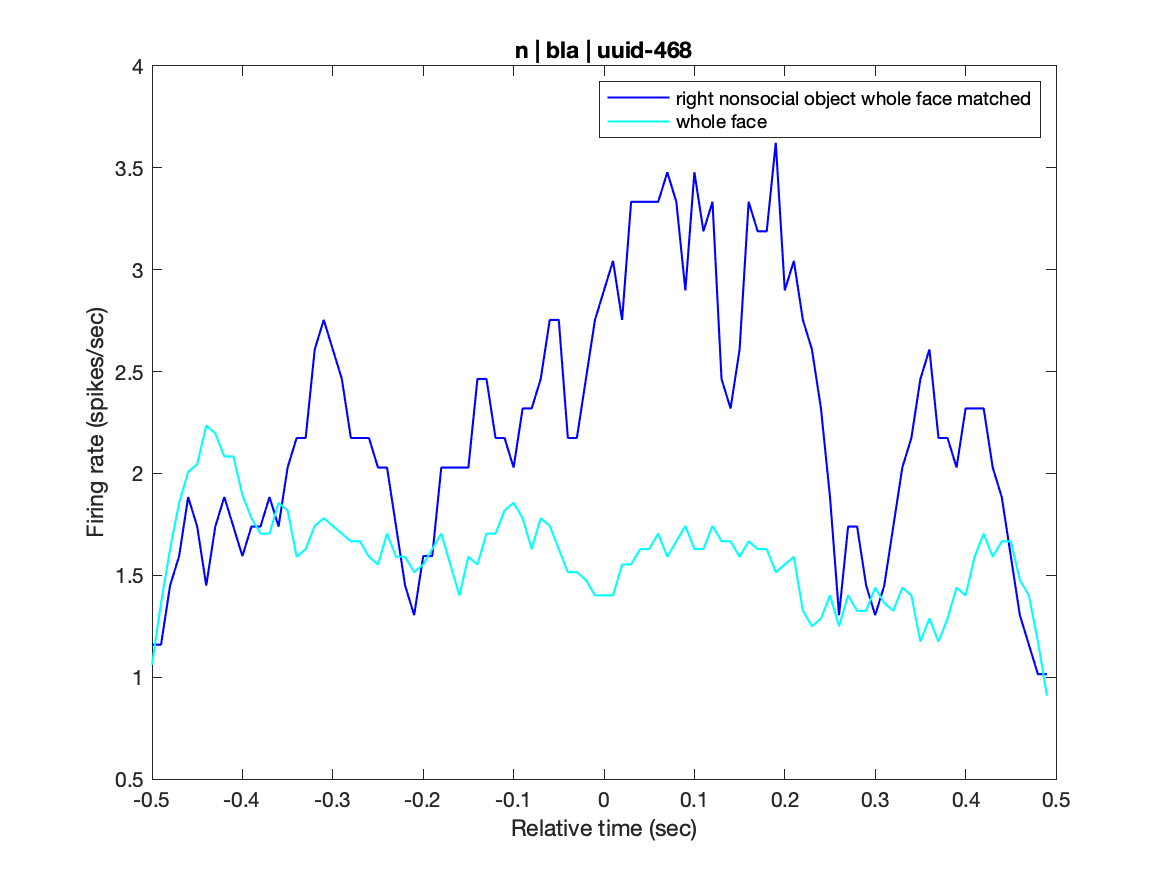 n | bla | uuid-468
right nonsocial object whole face matched
whole face
Firing rate (spikes/sec)
4
3.5
3
2.5
2
1.5
1
0.5
-0.5 -0.4 -0.3 -0.2 -0.1 0 0.1 0.2 0.3 0.4 0.5
Relative time (sec)